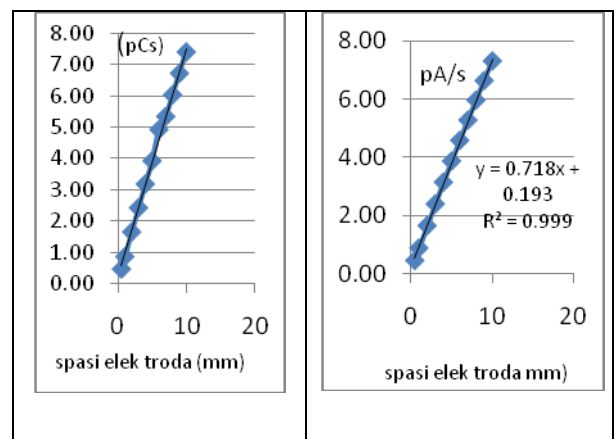 (pCs)
8.00
7.00
6.00
5.00
4.00
3.00
2.00
1.00
0.00
0 10 20
spasi elek troda (mm)
pA/s
8.00
6.00
4.00
2.00
0.00
y = 0.718x +
0.193
R² = 0.999
0 10 20
spasi elek troda mm)